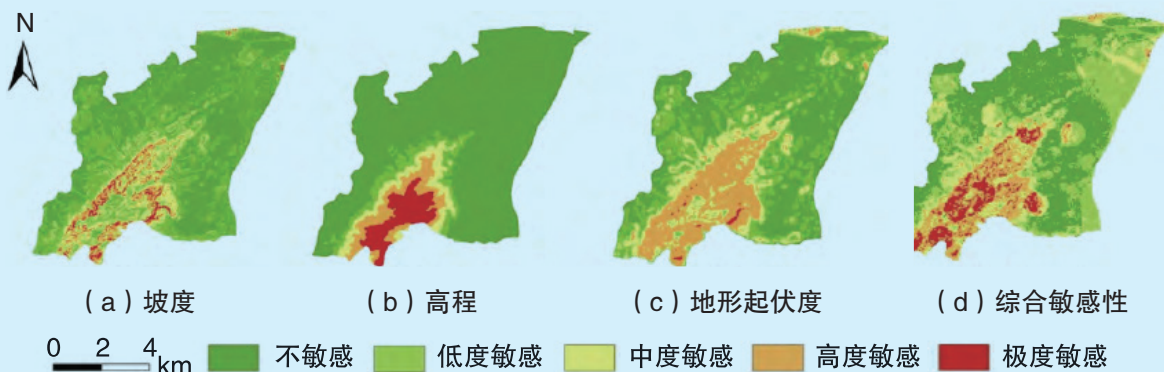 N
（a）坡度
（b）高程
（c）地形起伏度
（d）综合敏感性
0 2 4 km
不敏感
低度敏感
中度敏感
高度敏感
极度敏感